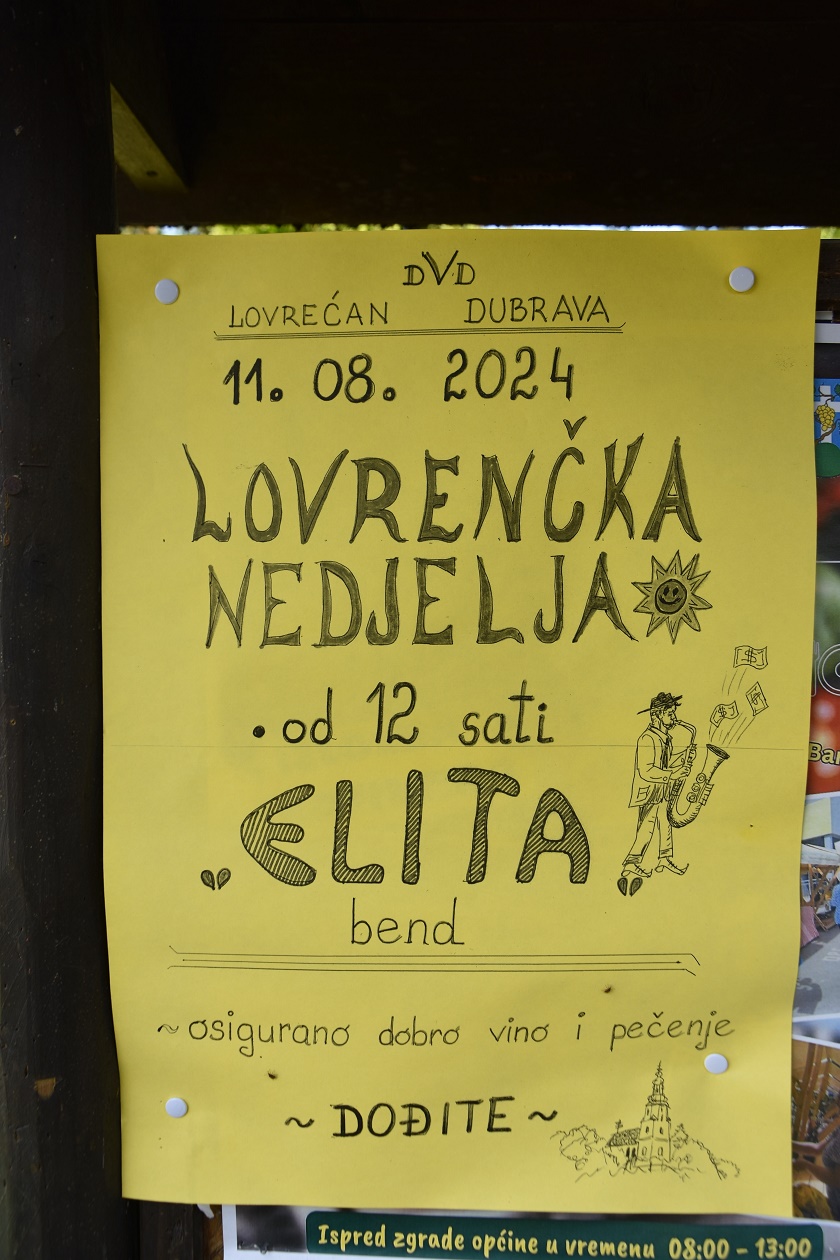 DVD
LOVREĆAN DUBRAVA
11. 08. 2024
LOVRENČKA
NEDJELJA
• od 12 sati
„ELITA„
bend
~ osigurano dobro vino i pečenje
~ DOĐITE ~
Ispred zgrade općine u vremenu 08:00 - 13:00